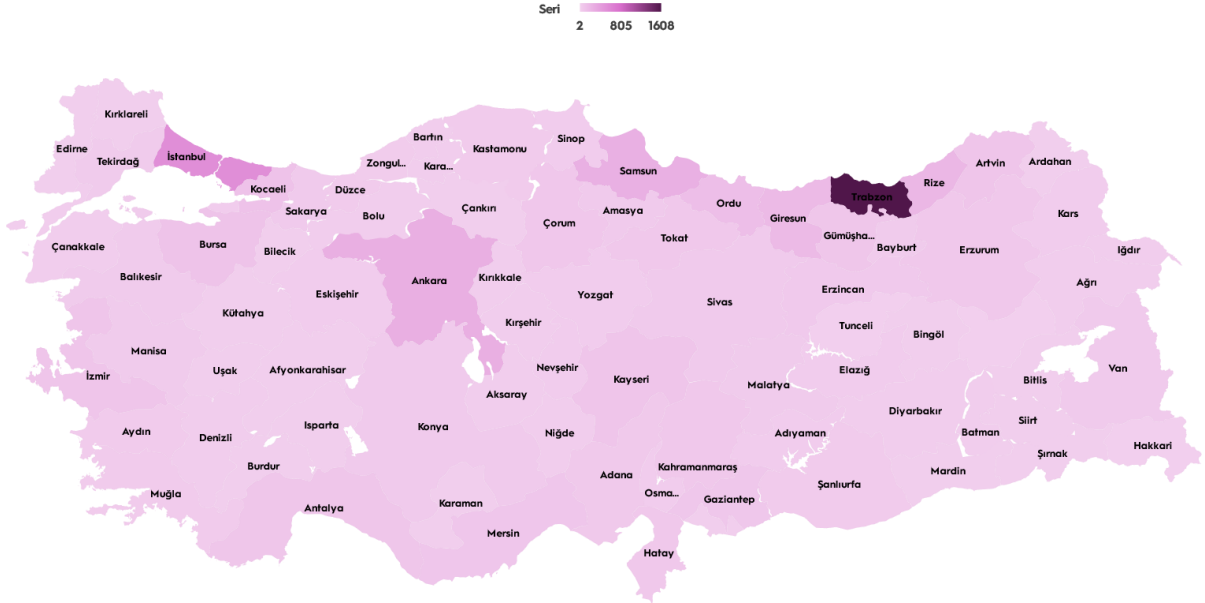 Seri
2 805 1608
Kırklareli
Edirne
Tekirdağ
İstanbul
Kocaeli
Sakarya
Düzce
Bolu
Zongul...
Bartın
Kara...
Kastamonu
Sinop
Çankırı
Samsun
Amasya
Çorum
Tokat
Ordu
Giresun
Trabzon
Rize
Artvin
Ardahan
Kars
Gümüşha...
Bayburt
Erzurum
Iğdır
Ağrı
Çanakkale
Bursa
Bilecik
Balıkesir
Eskişehir
Kütahya
Ankara
Kırıkkale
Yozgat
Kırşehir
Sivas
Erzincan
Tunceli
Bingöl
Manisa
İzmir
Uşak
Afyonkarahisar
Nevşehir
Aksaray
Kayseri
Malatya
Elazığ
Bitlis
Van
Aydın
Denizli
Isparta
Burdur
Konya
Niğde
Adıyaman
Diyarbakır
Batman
Siirt
Şırnak
Hakkari
Muğla
Antalya
Karaman
Mersin
Adana
Kahramanmaraş
Osma...
Gaziantep
Şanlıurfa
Mardin
Hatay